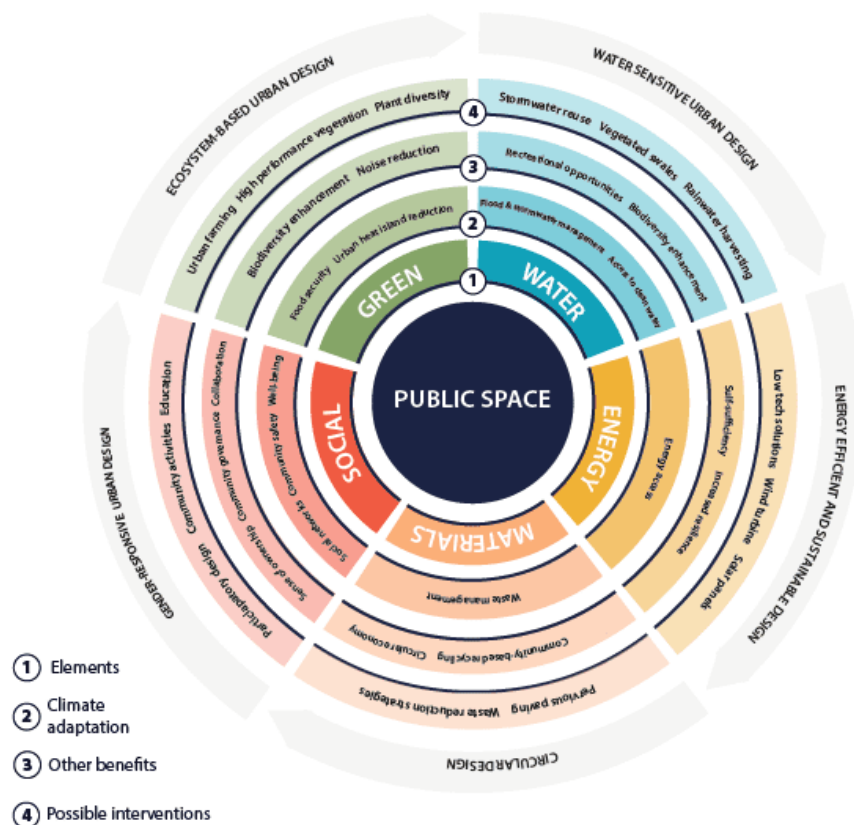 ECOSYSTEM-BASED URBAN DESIGN
WATER SENSITIVE URBAN DESIGN
ENERGY EFFICIENT AND SUSTAINABLE DESIGN
CIRCULAR DESIGN
GENDER-RESPONSIVE URBAN DESIGN
4
3
2
1
Urban farming High performance vegetation Plant diversity
Biodiversity enhancement Noise reduction
Food security Urban heat island reduction
GREEN
Stormwater reuse Vegetated swales Rainwater harvesting
Recreational opportunities Biodiversity enhancement
Flood & stormwater management Access to clean water
WATER
Low tech solutions Wind turbine Solar panels
Self-sufficiency Increased resilience
Energy access
ENERGY
MATERIALS
Waste management
Community-based recycling Circular economy
Pervious paving Waste reduction strategies
SOCIAL
Social networks Community safety Well-being
Sense of ownership Community governance Collaboration
Participatory design Community activities Education
PUBLIC SPACE
1 Elements
2 Climate
adaptation
3 Other benefits
4 Possible interventions